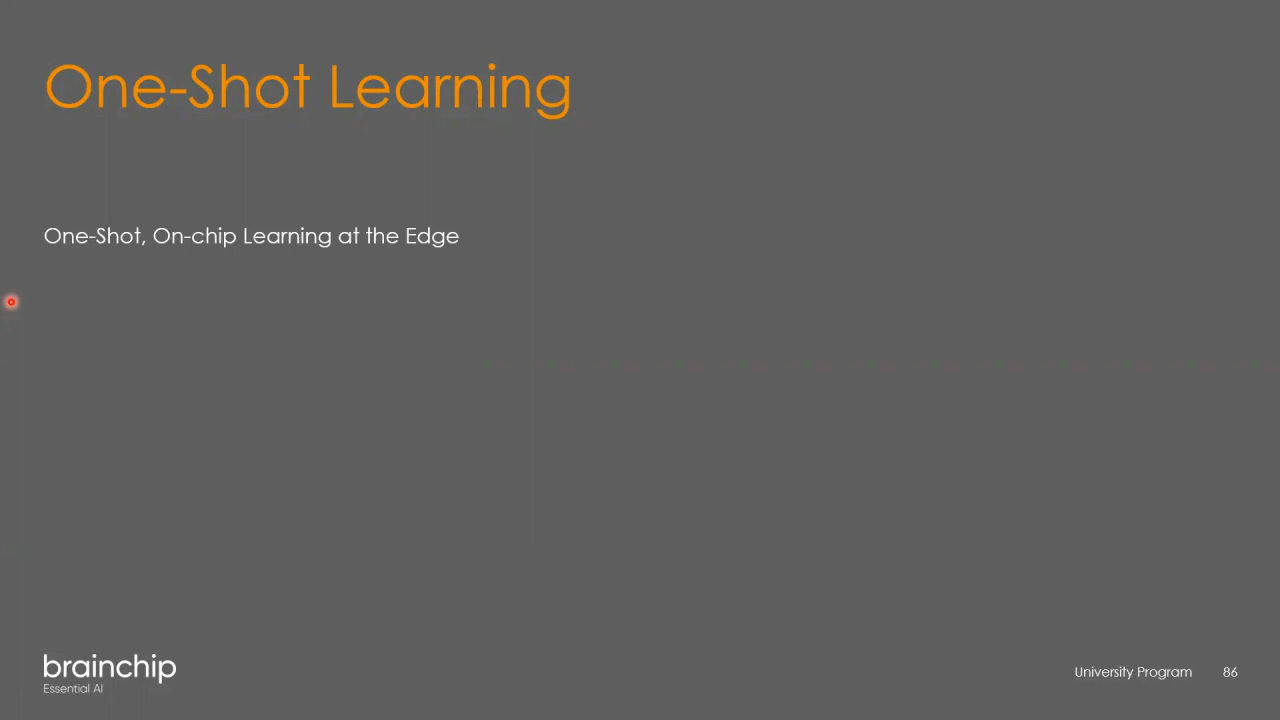 One-Shot Learning
One-Shot, On-chip Learning at the Edge
brainchip
Essential AI
University Program 86